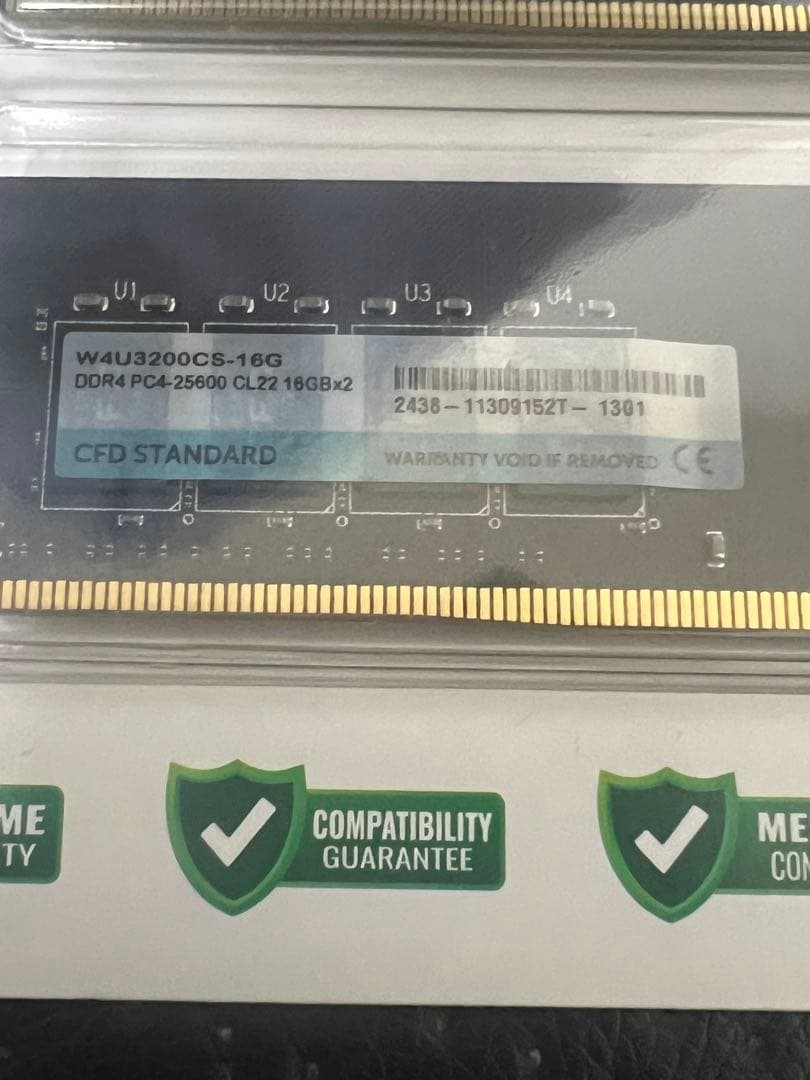 U1 U2 U3 U4
W4U3200CS-16G
DDR4 PC4-25600 CL22 16GBx2
2438-11309152T- 1301
CFD STANDARD
WARRANTY VOID IF REMOVED CE
ME
TY
COMPATIBILITY
GUARANTEE
ME
CON